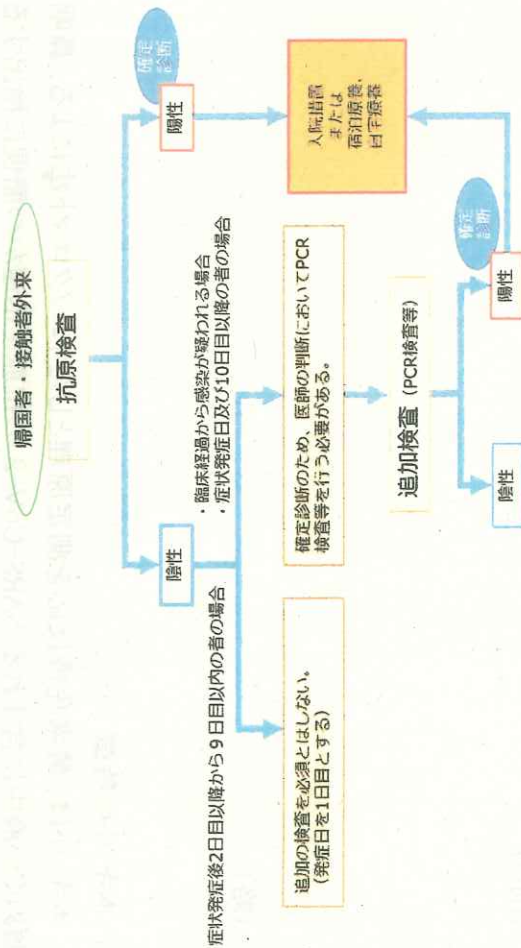 帰国者・接触者外来
抗原検査
陽性
確定
診断
陰性
症状発症後2日目以降から9日目以内の者の場合
・臨床経過から感染が疑われる場合
・症状発症日及び10日目以降の者の場合
追加の検査を必須とはしない。
(発症日を1日目とする)
確定診断のため、医師の判断においてPCR
検査等を行う必要がある。
入院措置
または
宿泊療養、
自宅療養
追加検査（PCR検査等）
陰性
陽性
確定
診断